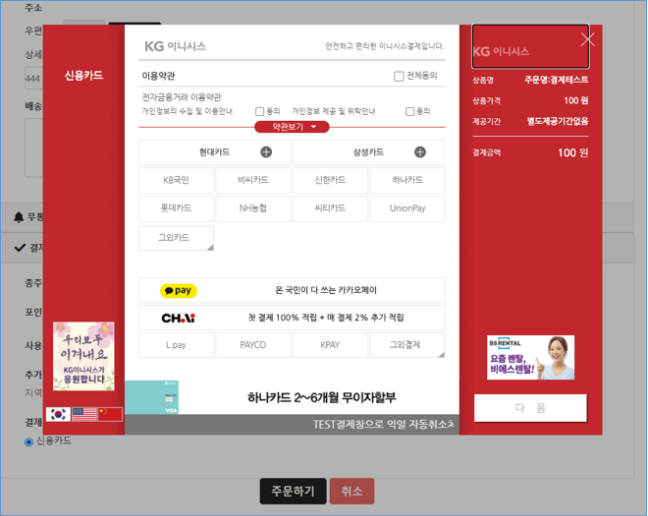 주소
우편
상세
444
배송
무통
결제
총주
포인
사용
추가
지역
결제
신용카드
주문하기
취소
신용카드
우리모두
이겨내요
KG이니시스가
응원합니다
KG 이니시스
안전하고 편리한 이니시스결제입니다.
이용약관
전체동의
전자금융거래 이용약관
개인정보의 수집 및 이용안내 동의 개인정보 제공 및 위탁안내 동의
약관보기
현대카드 삼성카드
KB국민 비씨카드 신한카드 하나카드
롯데카드 NH농협 씨티카드 UnionPay
그외카드
pay 온 국민이 다 쓰는 카카오페이
CHAI 첫 결제 100% 적립 + 매 결제 2% 추가 적립
L.pay PAYCO KPAY 그외결제
VISA
하나카드 2~6개월 무이자할부
TEST결제창으로 익일 자동취소
KG 이니시스
상품명 주문명:결제테스트
상품가격 100 원
제공기간 별도제공기간없음
결제금액 100 원
BS RENTAL
요즘 렌탈,
비에스렌탈!
다 음